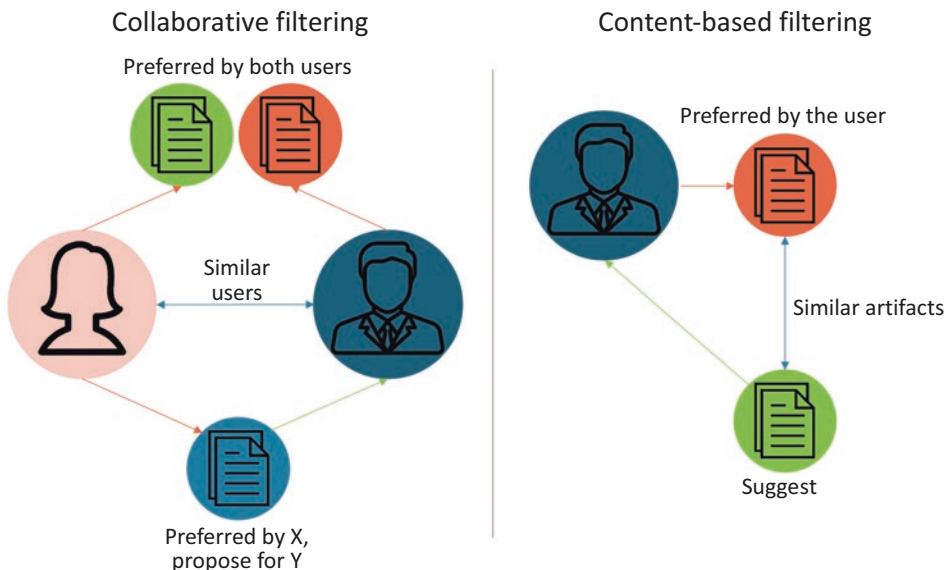 Collaborative filtering
Preferred by both users
Similar
users
Preferred by X,
propose for Y
Content-based filtering
Preferred by the user
Similar artifacts
Suggest